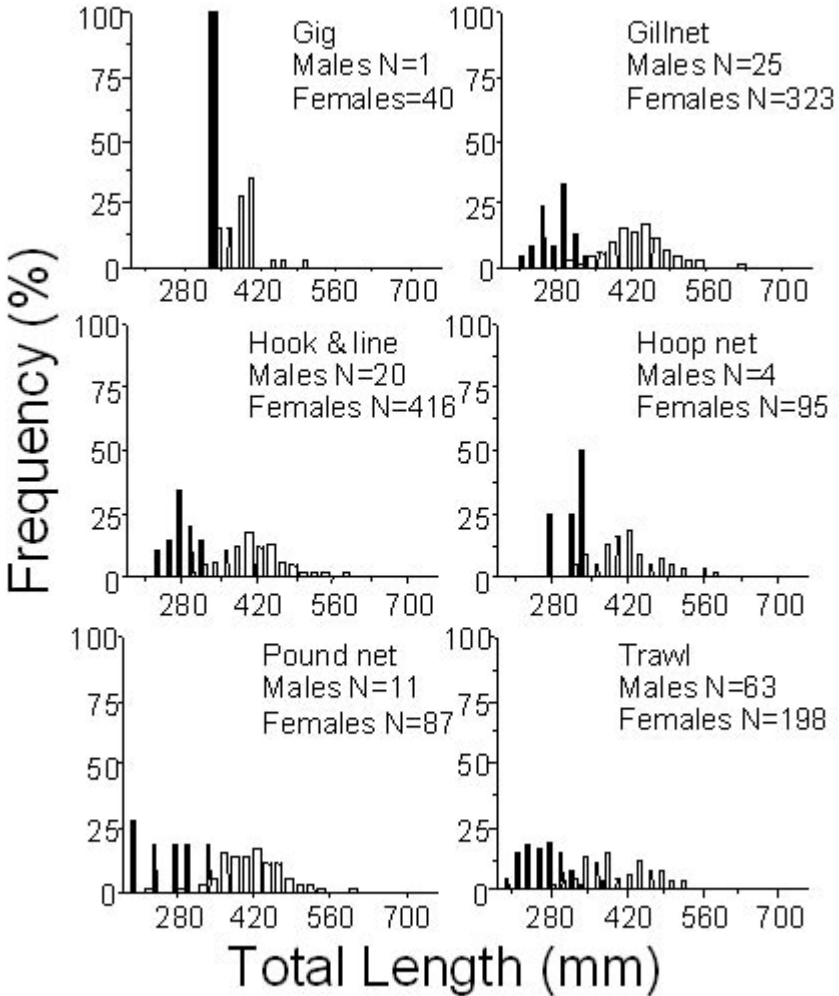 Frequency (%)
100
75
50
25
0
Gig
Males N=1
Females=40
280 420 560 700
100
75
50
25
0
Gillnet
Males N=25
Females N=323
280 420 560 700
100
75
50
25
0
Hook & line
Males N=20
Females N=416
280 420 560 700
100
75
50
25
0
Hoop net
Males N=4
Females N=95
280 420 560 700
100
75
50
25
0
Pound net
Males N=11
Females N=87
280 420 560 700
100
75
50
25
0
Trawl
Males N=63
Females N=198
280 420 560 700
Total Length (mm)